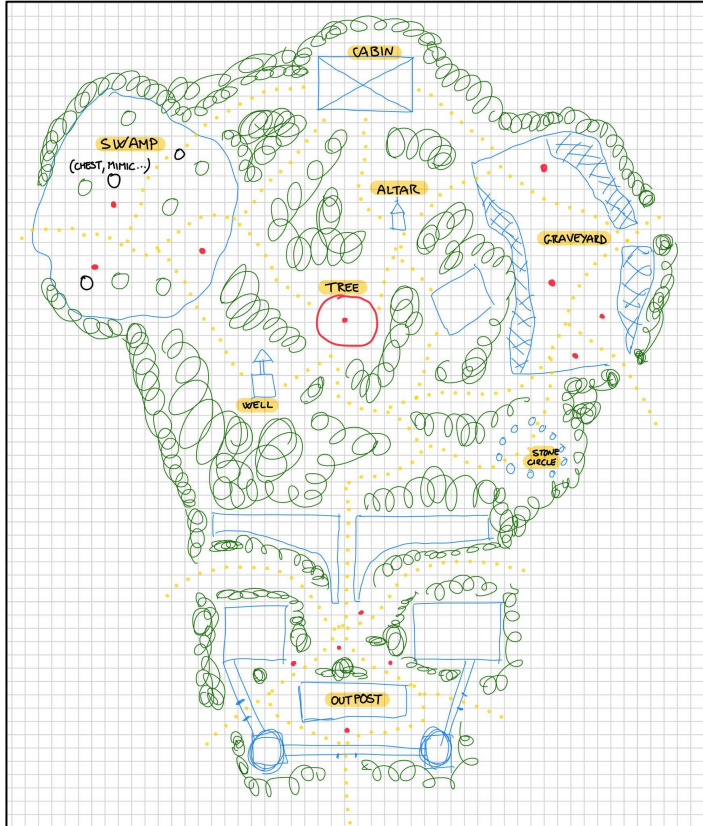 CABIN
SWAMP
(CHEST, MIMIC...)
ALTAR
GRAVEYARD
TREE
WELL
STONE
CIRCLE
OUTPOST